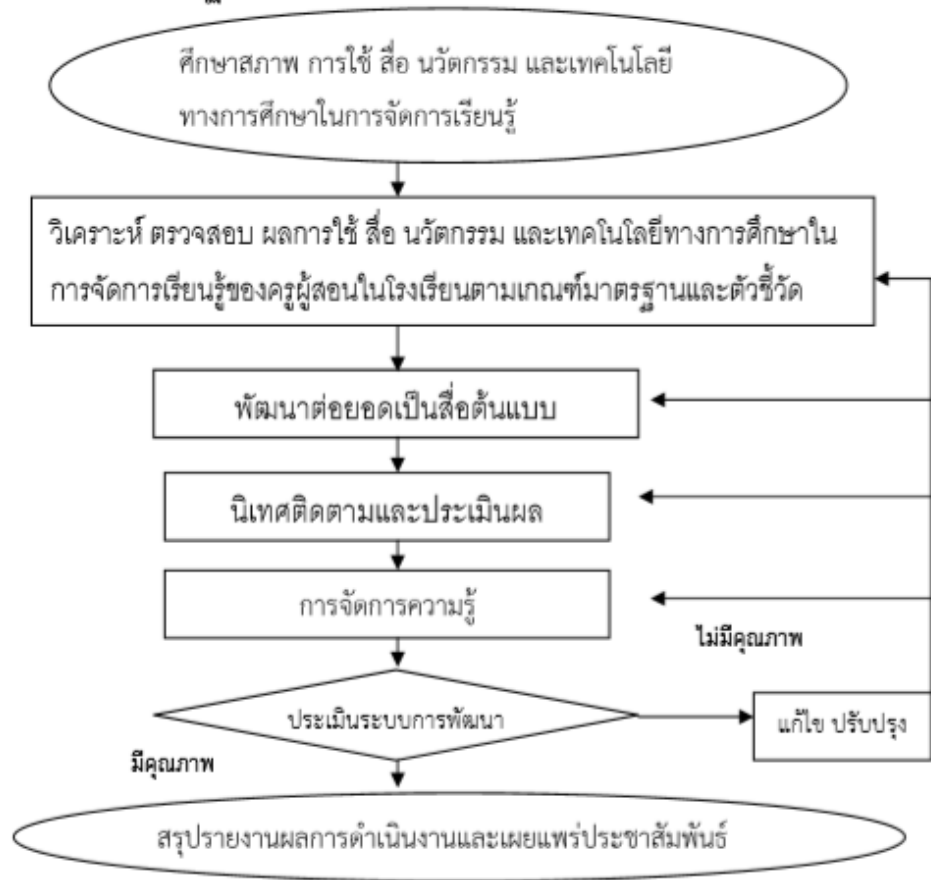 ศึกษาสภาพ การใช้ สื่อ นวัตกรรม และเทคโนโลยี
ทางการศึกษาในการจัดการเรียนรู้
วิเคราะห์ ตรวจสอบ ผลการใช้ สื่อ นวัตกรรม และเทคโนโลยีทางการศึกษาใน
การจัดการเรียนรู้ของครูผู้สอนในโรงเรียนตามเกณฑ์มาตรฐานและตัวชี้วัด
พัฒนาต่อยอดเป็นสื่อต้นแบบ
นิเทศติดตามและประเมินผล
การจัดการความรู้
ไม่มีคุณภาพ
ประเมินระบบการพัฒนา
แก้ไข ปรับปรุง
มีคุณภาพ
สรุปรายงานผลการดำเนินงานและเผยแพร่ประชาสัมพันธ์